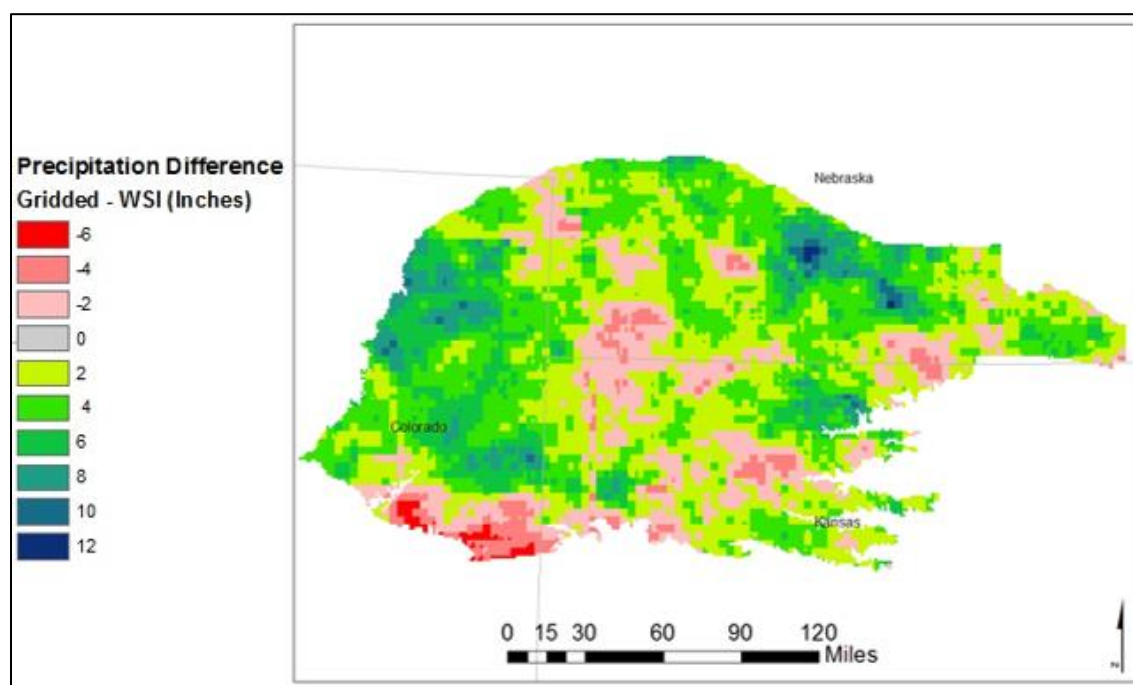 Precipitation Difference
Gridded - WSI (Inches)
-6
-4
-2
0
2
4
6
8
10
12
Nebraska
Colorado
Kansas
0 15 30 60 90 120
Miles
N